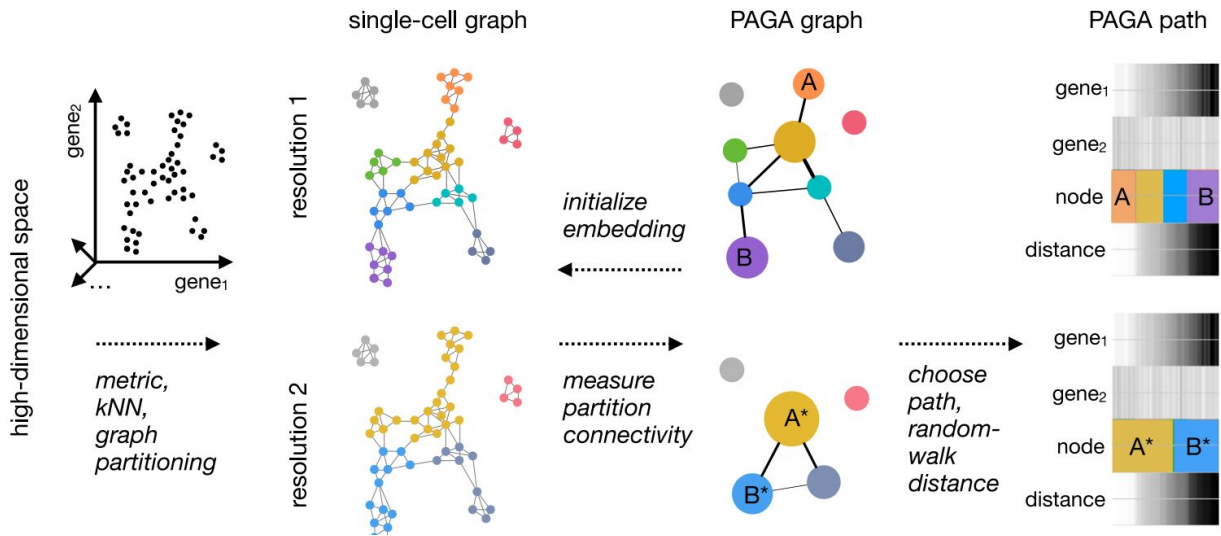 single-cell graph
PAGA graph
PAGA path
high-dimensional space
gene₂
gene₁
...
metric,
kNN,
graph
partitioning
resolution 1
resolution 2
initialize
embedding
measure
partition
connectivity
A
B
A*
B*
choose
path,
random-
walk
distance
gene₁
gene₂
node
A
B
distance
gene₁
gene₂
node
A*
B*
distance